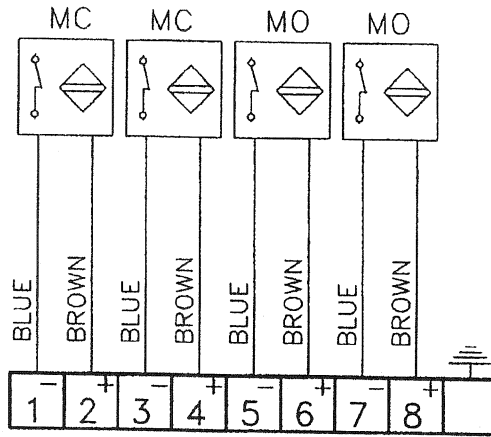 MC MC MO MO
BLUE BROWN BLUE BROWN BLUE BROWN BLUE BROWN
− + − + − + − +
1 2 3 4 5 6 7 8